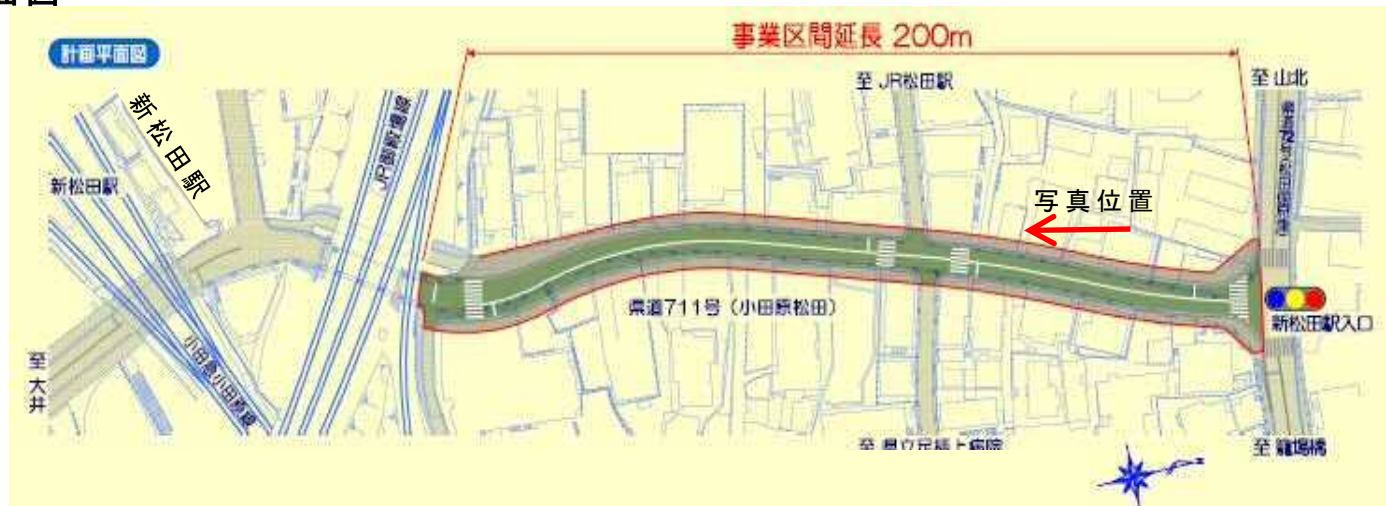 事業区間延長 200m
計画平面図
至 JR松田駅
至 山北
新松田駅
JR御殿場線
新松田駅
写真位置
県道711号（小田原松田）
新松田駅入口
小田急小田原線
至大井
至 県立足柄上病院
至 籠場橋